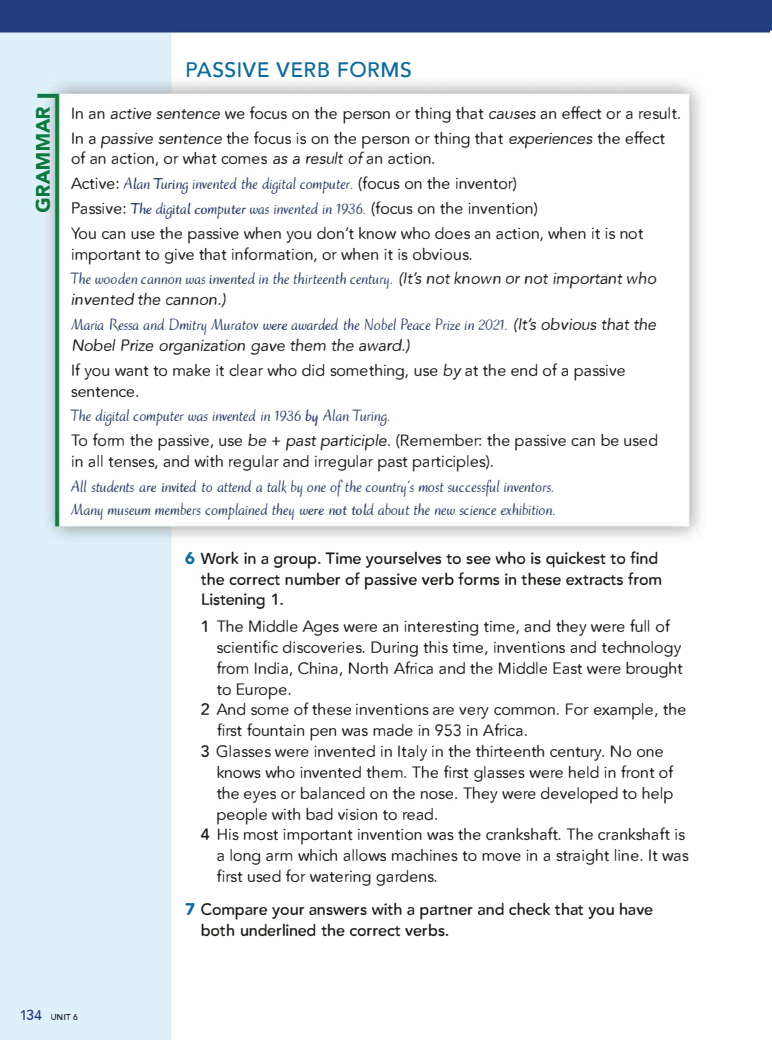 PASSIVE VERB FORMS
GRAMMAR
In an active sentence we focus on the person or thing that causes an effect or a result.
In a passive sentence the focus is on the person or thing that experiences the effect
of an action, or what comes as a result of an action.
Active: Alan Turing invented the digital computer. (focus on the inventor)
Passive: The digital computer was invented in 1936. (focus on the invention)
You can use the passive when you don't know who does an action, when it is not
important to give that information, or when it is obvious.
The wooden cannon was invented in the thirteenth century. (It's not known or not important who
invented the cannon.)
Maria Ressa and Dmitry Muratov were awarded the Nobel Peace Prize in 2021. (It's obvious that the
Nobel Prize organization gave them the award.)
If you want to make it clear who did something, use by at the end of a passive
sentence.
The digital computer was invented in 1936 by Alan Turing.
To form the passive, use be + past participle. (Remember: the passive can be used
in all tenses, and with regular and irregular past participles).
All students are invited to attend a talk by one of the country's most successful inventors.
Many museum members complained they were not told about the new science exhibition.
6 Work in a group. Time yourselves to see who is quickest to find
the correct number of passive verb forms in these extracts from
Listening 1.
1 The Middle Ages were an interesting time, and they were full of
scientific discoveries. During this time, inventions and technology
from India, China, North Africa and the Middle East were brought
to Europe.
2 And some of these inventions are very common. For example, the
first fountain pen was made in 953 in Africa.
3 Glasses were invented in Italy in the thirteenth century. No one
knows who invented them. The first glasses were held in front of
the eyes or balanced on the nose. They were developed to help
people with bad vision to read.
4 His most important invention was the crankshaft. The crankshaft is
a long arm which allows machines to move in a straight line. It was
first used for watering gardens.
7 Compare your answers with a partner and check that you have
both underlined the correct verbs.
134 UNIT 6